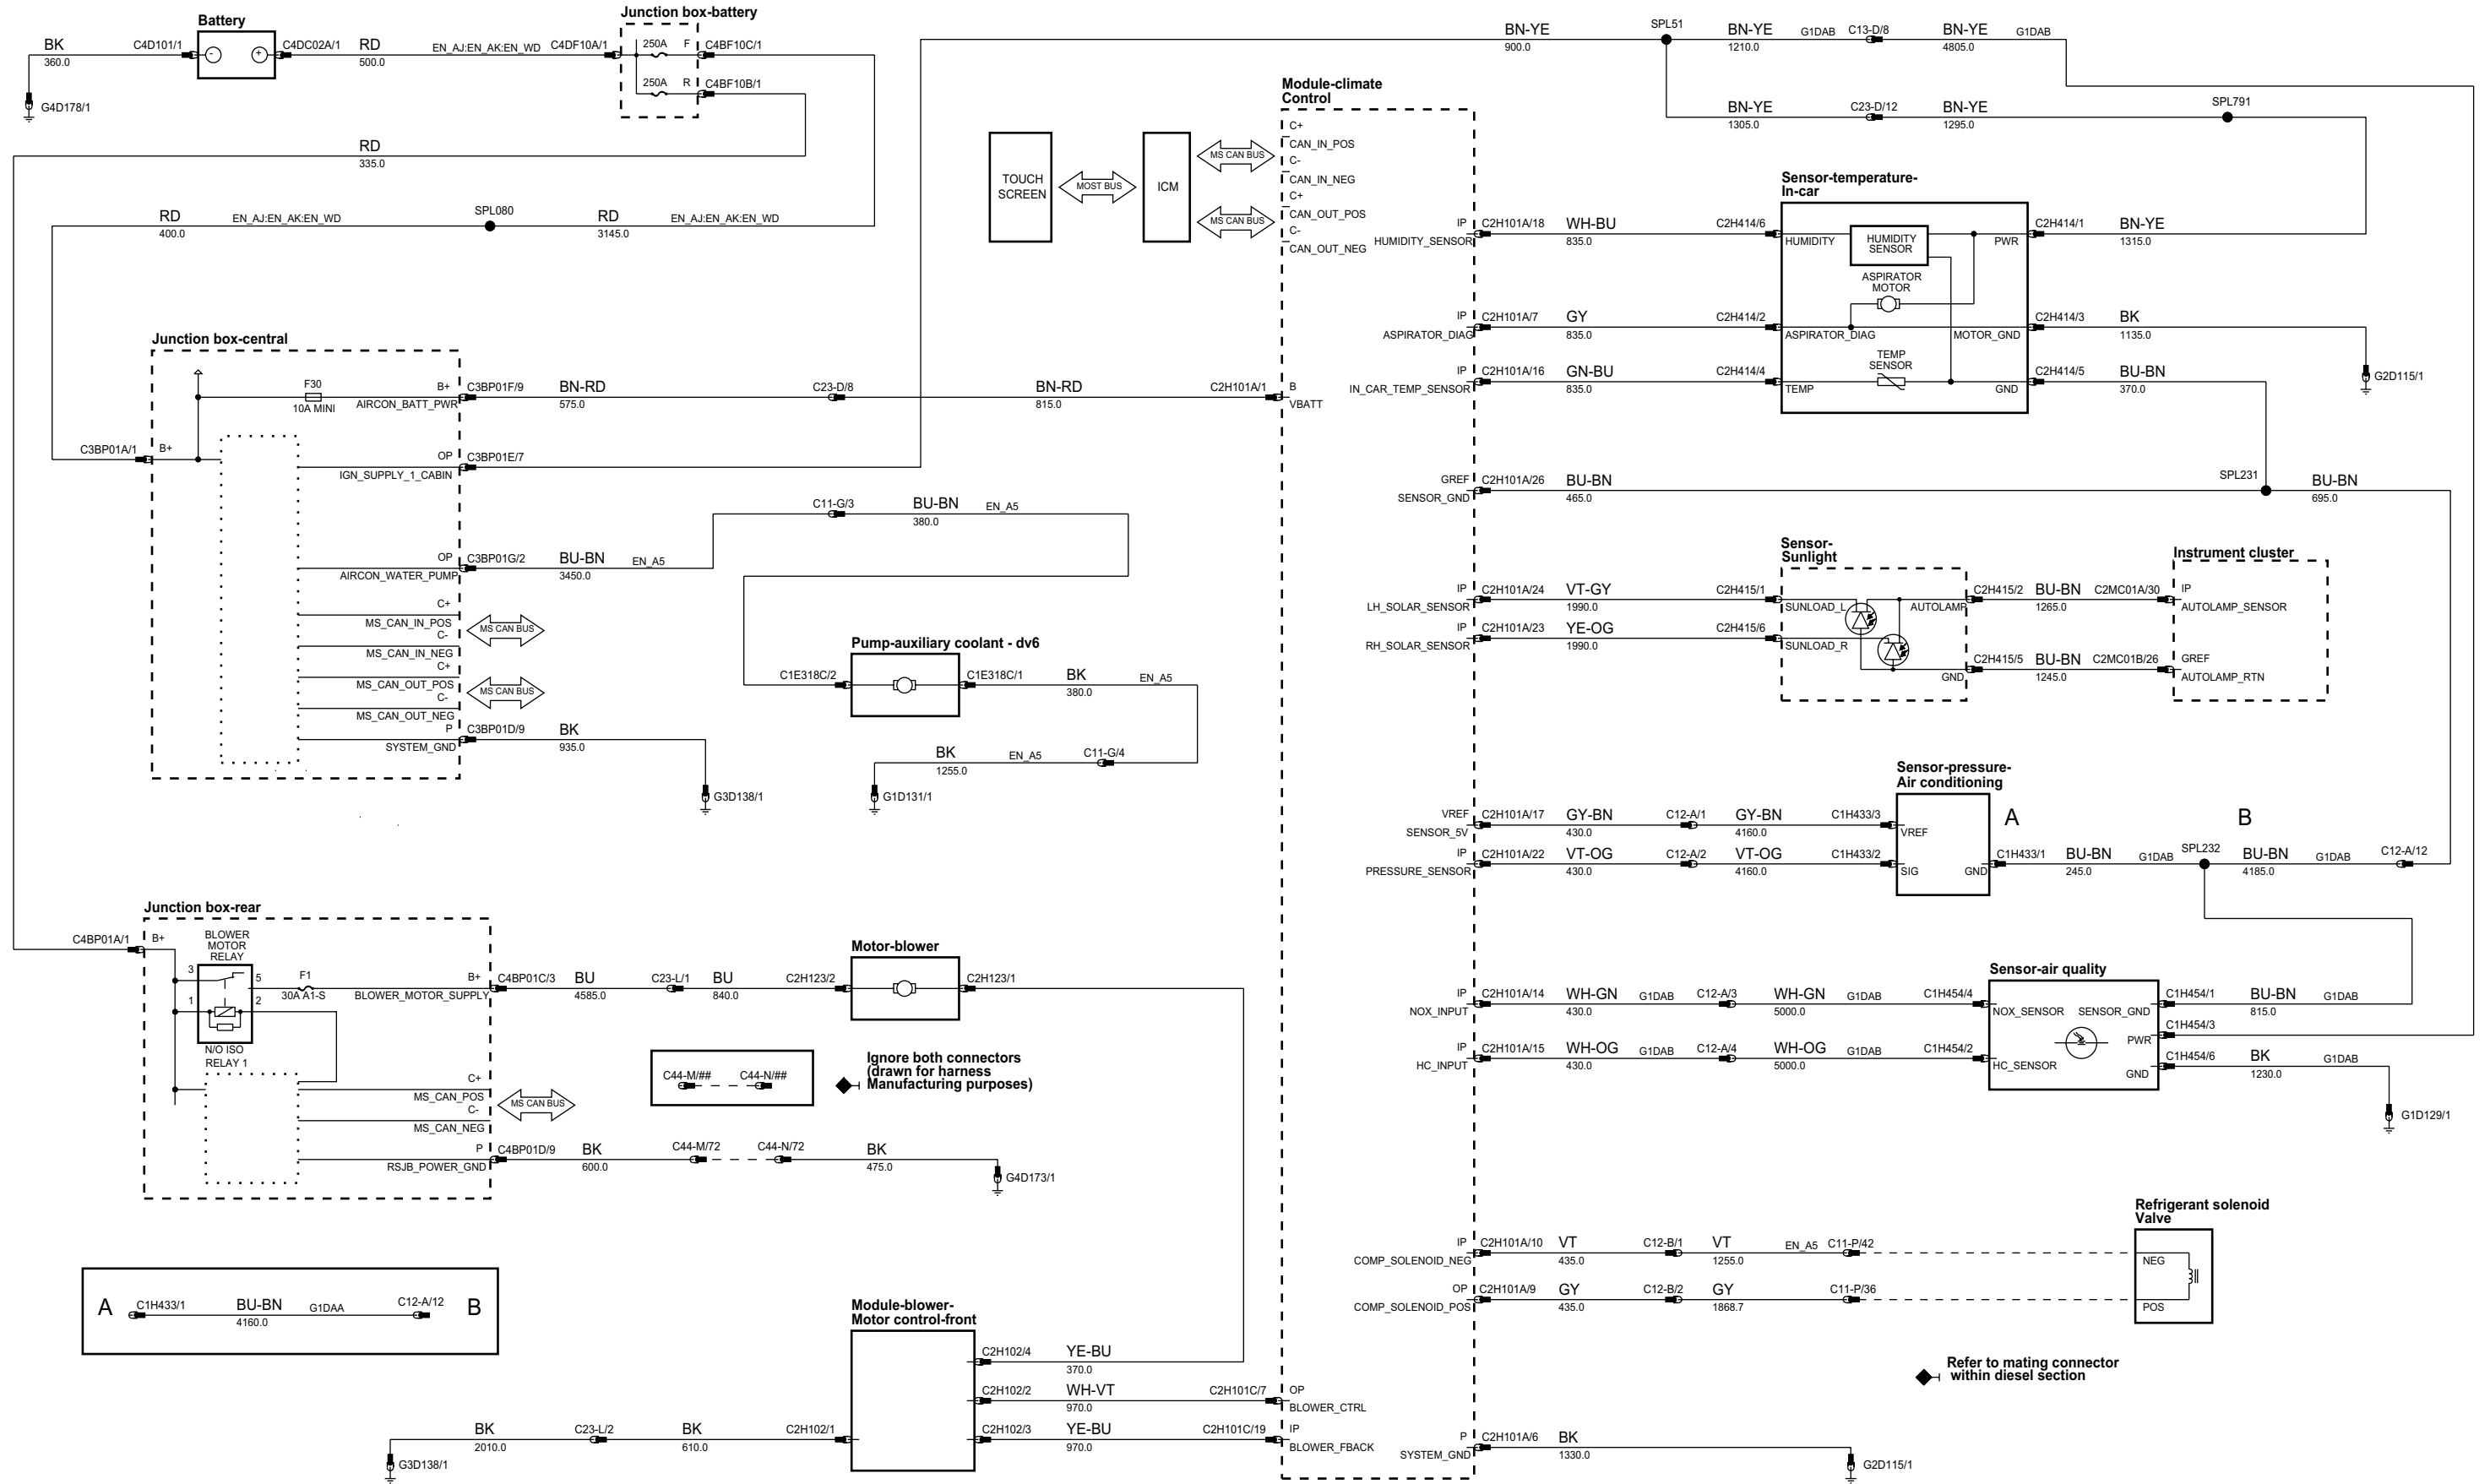 Battery
BK
360.0
C4D101/1
-
+
C4DC02A/1
RD
500.0
EN_AJ:EN_AK:EN_WD
C4DF10A/1
G4D178/1
Junction box-battery
250A
F
C4BF10C/1
250A
R
C4BF10B/1
RD
335.0
RD
400.0
EN_AJ:EN_AK:EN_WD
SPL080
RD
3145.0
EN_AJ:EN_AK:EN_WD
BN-YE
900.0
SPL51
BN-YE
1210.0
G1DAB
C13-D/8
BN-YE
4805.0
G1DAB
BN-YE
1305.0
C23-D/12
BN-YE
1295.0
SPL791
TOUCH
SCREEN
MOST BUS
ICM
MS CAN BUS
MS CAN BUS
Module-climate
Control
C+
CAN_IN_POS
C-
CAN_IN_NEG
C+
CAN_OUT_POS
C-
CAN_OUT_NEG
B
VBATT
IP
HUMIDITY_SENSOR
C2H101A/18
WH-BU
835.0
C2H414/6
IP
ASPIRATOR_DIAG
C2H101A/7
GY
835.0
C2H414/2
IP
IN_CAR_TEMP_SENSOR
C2H101A/16
GN-BU
835.0
C2H414/4
Sensor-temperature-
In-car
HUMIDITY
HUMIDITY
SENSOR
PWR
ASPIRATOR
MOTOR
ASPIRATOR_DIAG
MOTOR_GND
TEMP
SENSOR
TEMP
GND
C2H414/1
BN-YE
1315.0
C2H414/3
BK
1135.0
C2H414/5
BU-BN
370.0
G2D115/1
Junction box-central
F30
10A MINI
B+
AIRCON_BATT_PWR
C3BP01F/9
BN-RD
575.0
C23-D/8
BN-RD
815.0
C2H101A/1
C3BP01A/1
B+
OP
IGN_SUPPLY_1_CABIN
C3BP01E/7
OP
AIRCON_WATER_PUMP
C3BP01G/2
BU-BN
3450.0
EN_A5
C11-G/3
BU-BN
380.0
EN_A5
C+
MS_CAN_IN_POS
C-
MS_CAN_IN_NEG
C+
MS_CAN_OUT_POS
C-
MS_CAN_OUT_NEG
MS CAN BUS
MS CAN BUS
P
SYSTEM_GND
C3BP01D/9
BK
935.0
G3D138/1
Pump-auxiliary coolant - dv6
C1E318C/2
C1E318C/1
BK
380.0
EN_A5
BK
1255.0
EN_A5
C11-G/4
G1D131/1
GREF
SENSOR_GND
C2H101A/26
BU-BN
465.0
SPL231
BU-BN
695.0
IP
LH_SOLAR_SENSOR
C2H101A/24
VT-GY
1990.0
C2H415/1
IP
RH_SOLAR_SENSOR
C2H101A/23
YE-OG
1990.0
C2H415/6
Sensor-
Sunlight
SUNLOAD_L
AUTOLAMP
SUNLOAD_R
GND
C2H415/2
BU-BN
1265.0
C2MC01A/30
C2H415/5
BU-BN
1245.0
C2MC01B/26
Instrument cluster
IP
AUTOLAMP_SENSOR
GREF
AUTOLAMP_RTN
VREF
SENSOR_5V
C2H101A/17
GY-BN
430.0
C12-A/1
GY-BN
4160.0
C1H433/3
IP
PRESSURE_SENSOR
C2H101A/22
VT-OG
430.0
C12-A/2
VT-OG
4160.0
C1H433/2
Sensor-pressure-
Air conditioning
VREF
SIG
GND
A
B
C1H433/1
BU-BN
245.0
G1DAB
SPL232
BU-BN
4185.0
G1DAB
C12-A/12
Junction box-rear
C4BP01A/1
B+
BLOWER
MOTOR
RELAY
3
5
1
2
N/O ISO
RELAY 1
F1
30A A1-S
B+
BLOWER_MOTOR_SUPPLY
C4BP01C/3
BU
4585.0
C23-L/1
BU
840.0
C2H123/2
Motor-blower
C2H123/1
C44-M/##
C44-N/##
Ignore both connectors
(drawn for harness
Manufacturing purposes)
C+
MS_CAN_POS
C-
MS_CAN_NEG
MS CAN BUS
P
RSJB_POWER_GND
C4BP01D/9
BK
600.0
C44-M/72
C44-N/72
BK
475.0
G4D173/1
IP
NOX_INPUT
C2H101A/14
WH-GN
430.0
G1DAB
C12-A/3
WH-GN
5000.0
G1DAB
C1H454/4
IP
HC_INPUT
C2H101A/15
WH-OG
430.0
G1DAB
C12-A/4
WH-OG
5000.0
G1DAB
C1H454/2
Sensor-air quality
NOX_SENSOR
SENSOR_GND
PWR
HC_SENSOR
GND
C1H454/1
BU-BN
815.0
G1DAB
C1H454/3
C1H454/6
BK
1230.0
G1DAB
G1D129/1
IP
COMP_SOLENOID_NEG
C2H101A/10
VT
435.0
C12-B/1
VT
1255.0
EN_A5
C11-P/42
OP
COMP_SOLENOID_POS
C2H101A/9
GY
435.0
C12-B/2
GY
1868.7
C11-P/36
Refrigerant solenoid
Valve
NEG
POS
Refer to mating connector
within diesel section
A
C1H433/1
BU-BN
4160.0
G1DAA
C12-A/12
B
Module-blower-
Motor control-front
C2H102/4
YE-BU
370.0
C2H102/2
WH-VT
970.0
C2H101C/7
OP
BLOWER_CTRL
C2H102/3
YE-BU
970.0
C2H101C/19
IP
BLOWER_FBACK
BK
2010.0
C23-L/2
BK
610.0
C2H102/1
G3D138/1
P
SYSTEM_GND
C2H101A/6
BK
1330.0
G2D115/1